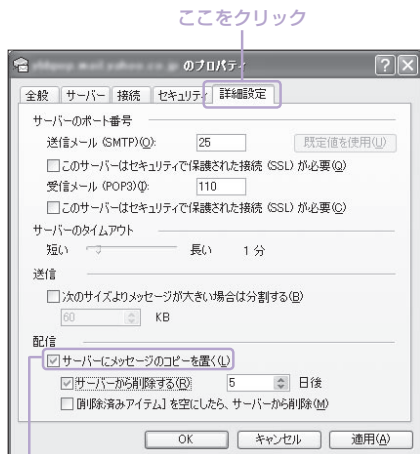 ここをクリック
のプロパティ
全般 サーバー 接続 セキュリティ 詳細設定
サーバーのポート番号
送信メール (SMTP)(O): 25 既定値を使用(U)
このサーバーはセキュリティで保護された接続 (SSL) が必要(Q)
受信メール (POP3)(I): 110
このサーバーはセキュリティで保護された接続 (SSL) が必要(C)
サーバーのタイムアウト
短い 長い 1 分
送信
次のサイズよりメッセージが大きい場合は分割する(B)
60 KB
配信
サーバーにメッセージのコピーを置く(L)
サーバーから削除する(R) 5 日後
[削除済みアイテム] を空にしたら、サーバーから削除(M)
OK キャンセル 適用(A)